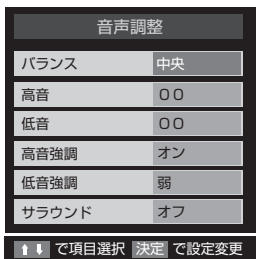 音声調整
バランス 中央
高音 00
低音 00
高音強調 オン
低音強調 弱
サラウンド オフ
⬆⬇ で項目選択 決定 で設定変更